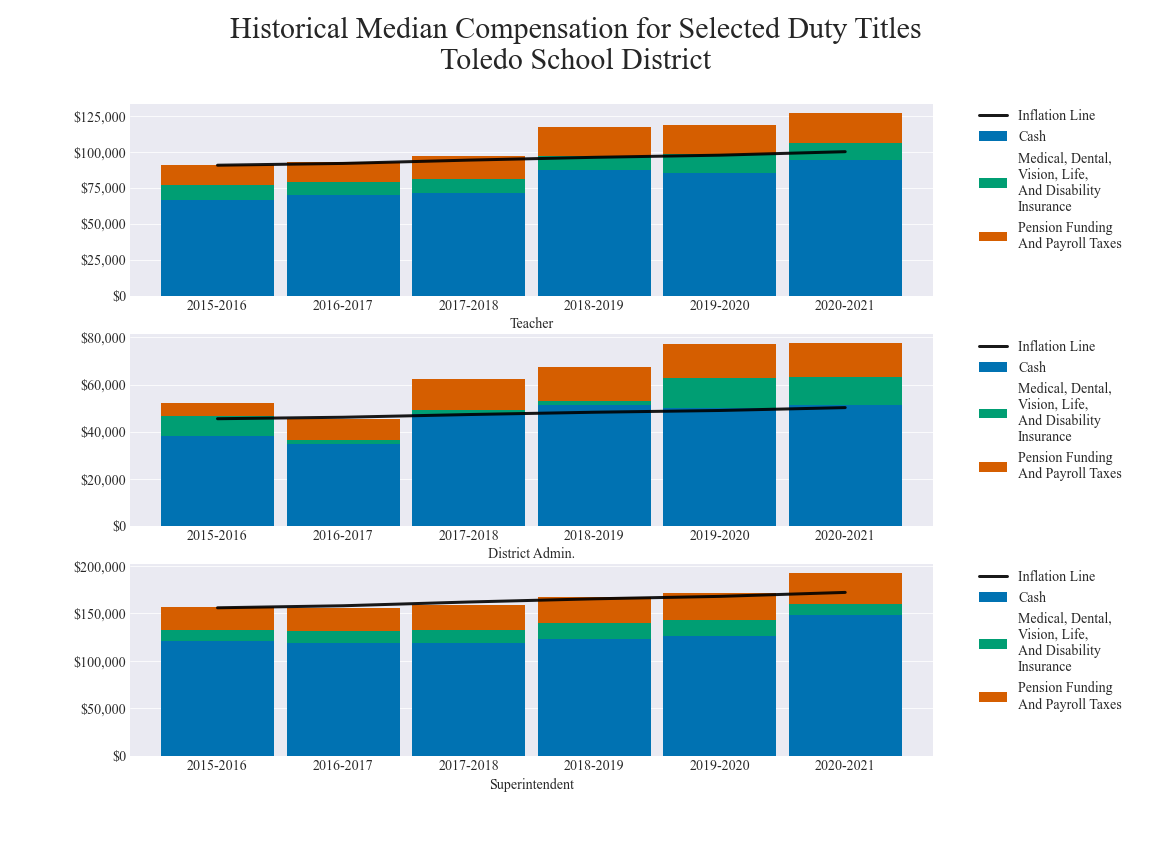 Historical Median Compensation for Selected Duty Titles
Toledo School District
$125,000
$100,000
$75,000
$50,000
$25,000
$0
2015-2016 2016-2017 2017-2018 2018-2019 2019-2020 2020-2021
Teacher
Inflation Line
Cash
Medical, Dental,
Vision, Life,
And Disability
Insurance
Pension Funding
And Payroll Taxes
$80,000
$60,000
$40,000
$20,000
$0
2015-2016 2016-2017 2017-2018 2018-2019 2019-2020 2020-2021
District Admin.
Inflation Line
Cash
Medical, Dental,
Vision, Life,
And Disability
Insurance
Pension Funding
And Payroll Taxes
$200,000
$150,000
$100,000
$50,000
$0
2015-2016 2016-2017 2017-2018 2018-2019 2019-2020 2020-2021
Superintendent
Inflation Line
Cash
Medical, Dental,
Vision, Life,
And Disability
Insurance
Pension Funding
And Payroll Taxes